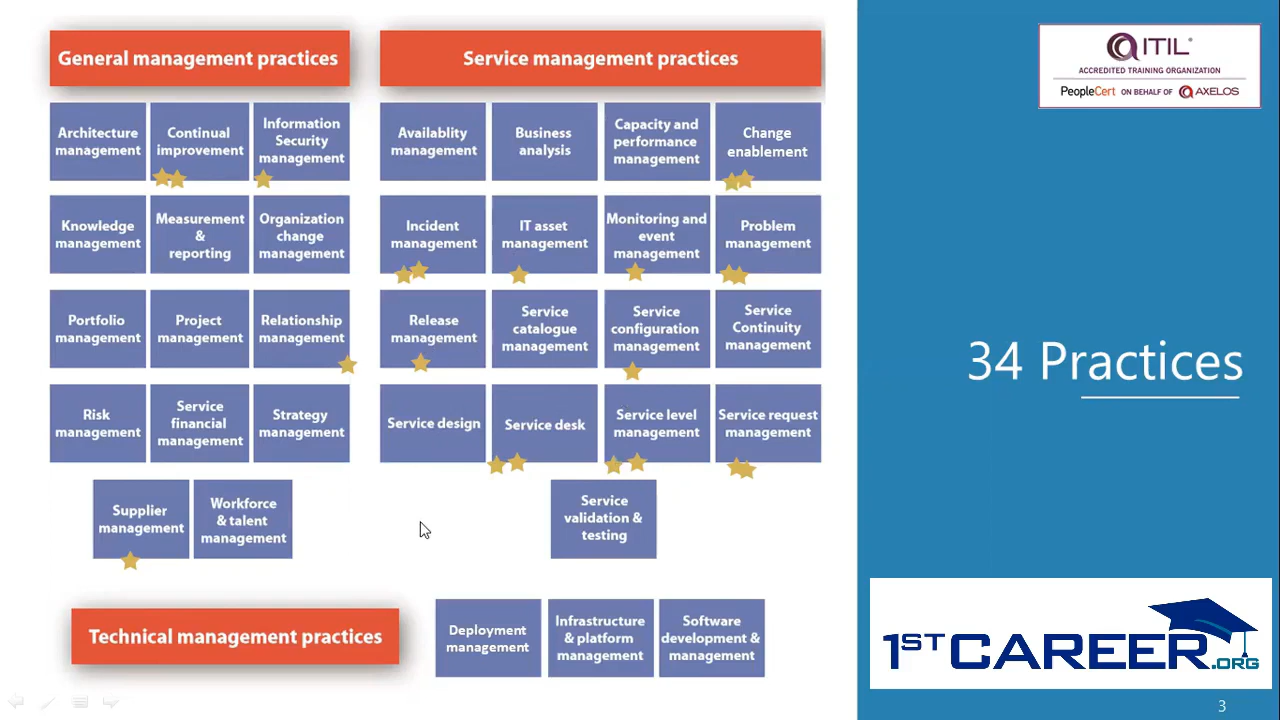 General management practices
Service management practices
ITIL®
ACCREDITED TRAINING ORGANIZATION
PeopleCert ON BEHALF OF AXELOS
Architecture
management
Continual
improvement
Information
Security
management
Availablity
management
Business
analysis
Capacity and
performance
management
Change
enablement
Knowledge
management
Measurement
&
reporting
Organization
change
management
Incident
management
IT asset
management
Monitoring and
event
management
Problem
management
Portfolio
management
Project
management
Relationship
management
Release
management
Service
catalogue
management
Service
configuration
management
Service
Continuity
management
34 Practices
Risk
management
Service
financial
management
Strategy
management
Service design
Service desk
Service level
management
Service request
management
Supplier
management
Workforce
& talent
management
Service
validation &
testing
Technical management practices
Deployment
management
Infrastructure
& platform
management
Software
development &
management
1ST CAREER.ORG
3